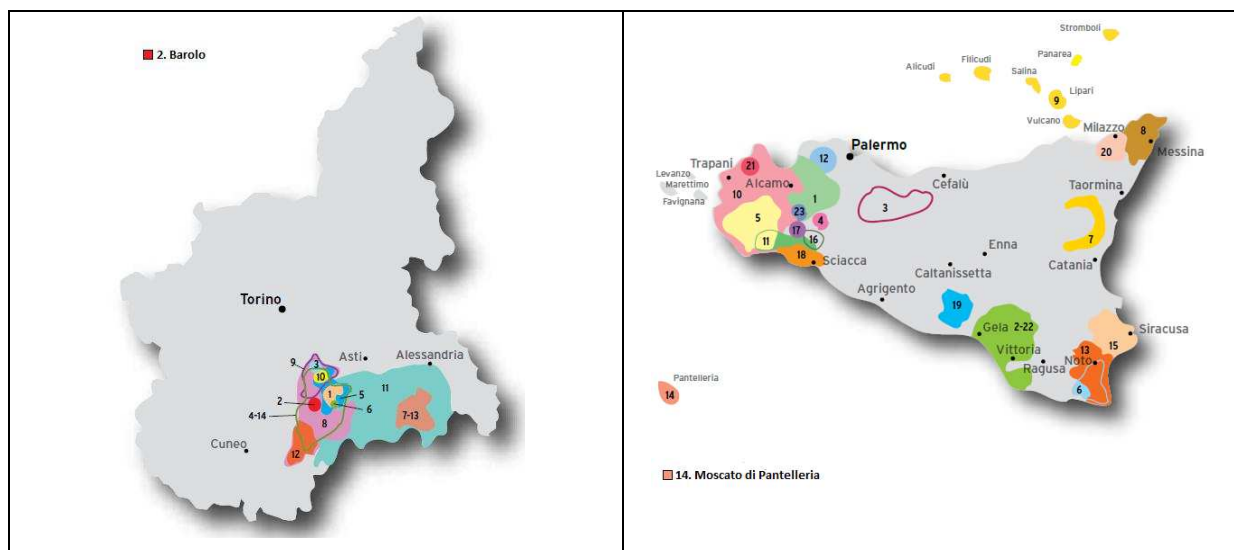 2. Barolo
Torino
Asti
Alessandria
9
3
10
11
1
5
2
6
4-14
8
7-13
Cuneo
12
Stromboli
Panarea
Filicudi
Alicudi
Salina
Lipari
9
Vulcano
Milazzo
8
Palermo
12
20
Messina
21
Trapani
Levanzo
Marettimo
Favignana
10
Alcamo
Cefalù
Taormina
1
3
5
23
4
17
11
16
7
Enna
18
Sciacca
Caltanissetta
Catania
Agrigento
19
Gela
2-22
Siracusa
Vittoria
13
15
Ragusa
Noto
6
Pantelleria
14
14. Moscato di Pantelleria